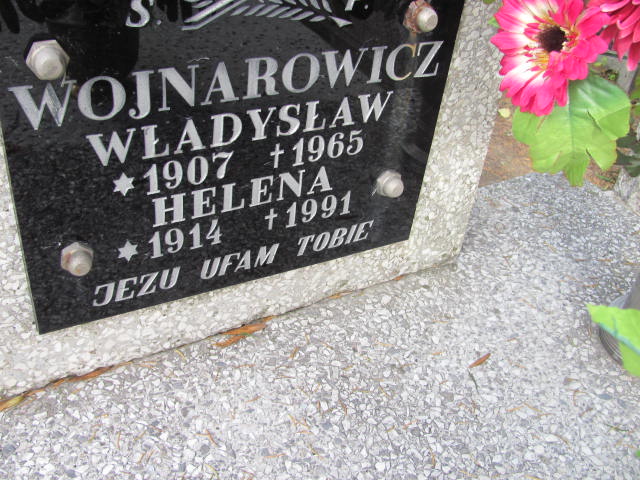 Ś. P.
WOJNAROWICZ
WŁADYSŁAW
★1907 †1965
HELENA
★1914 †1991
JEZU UFAM TOBIE